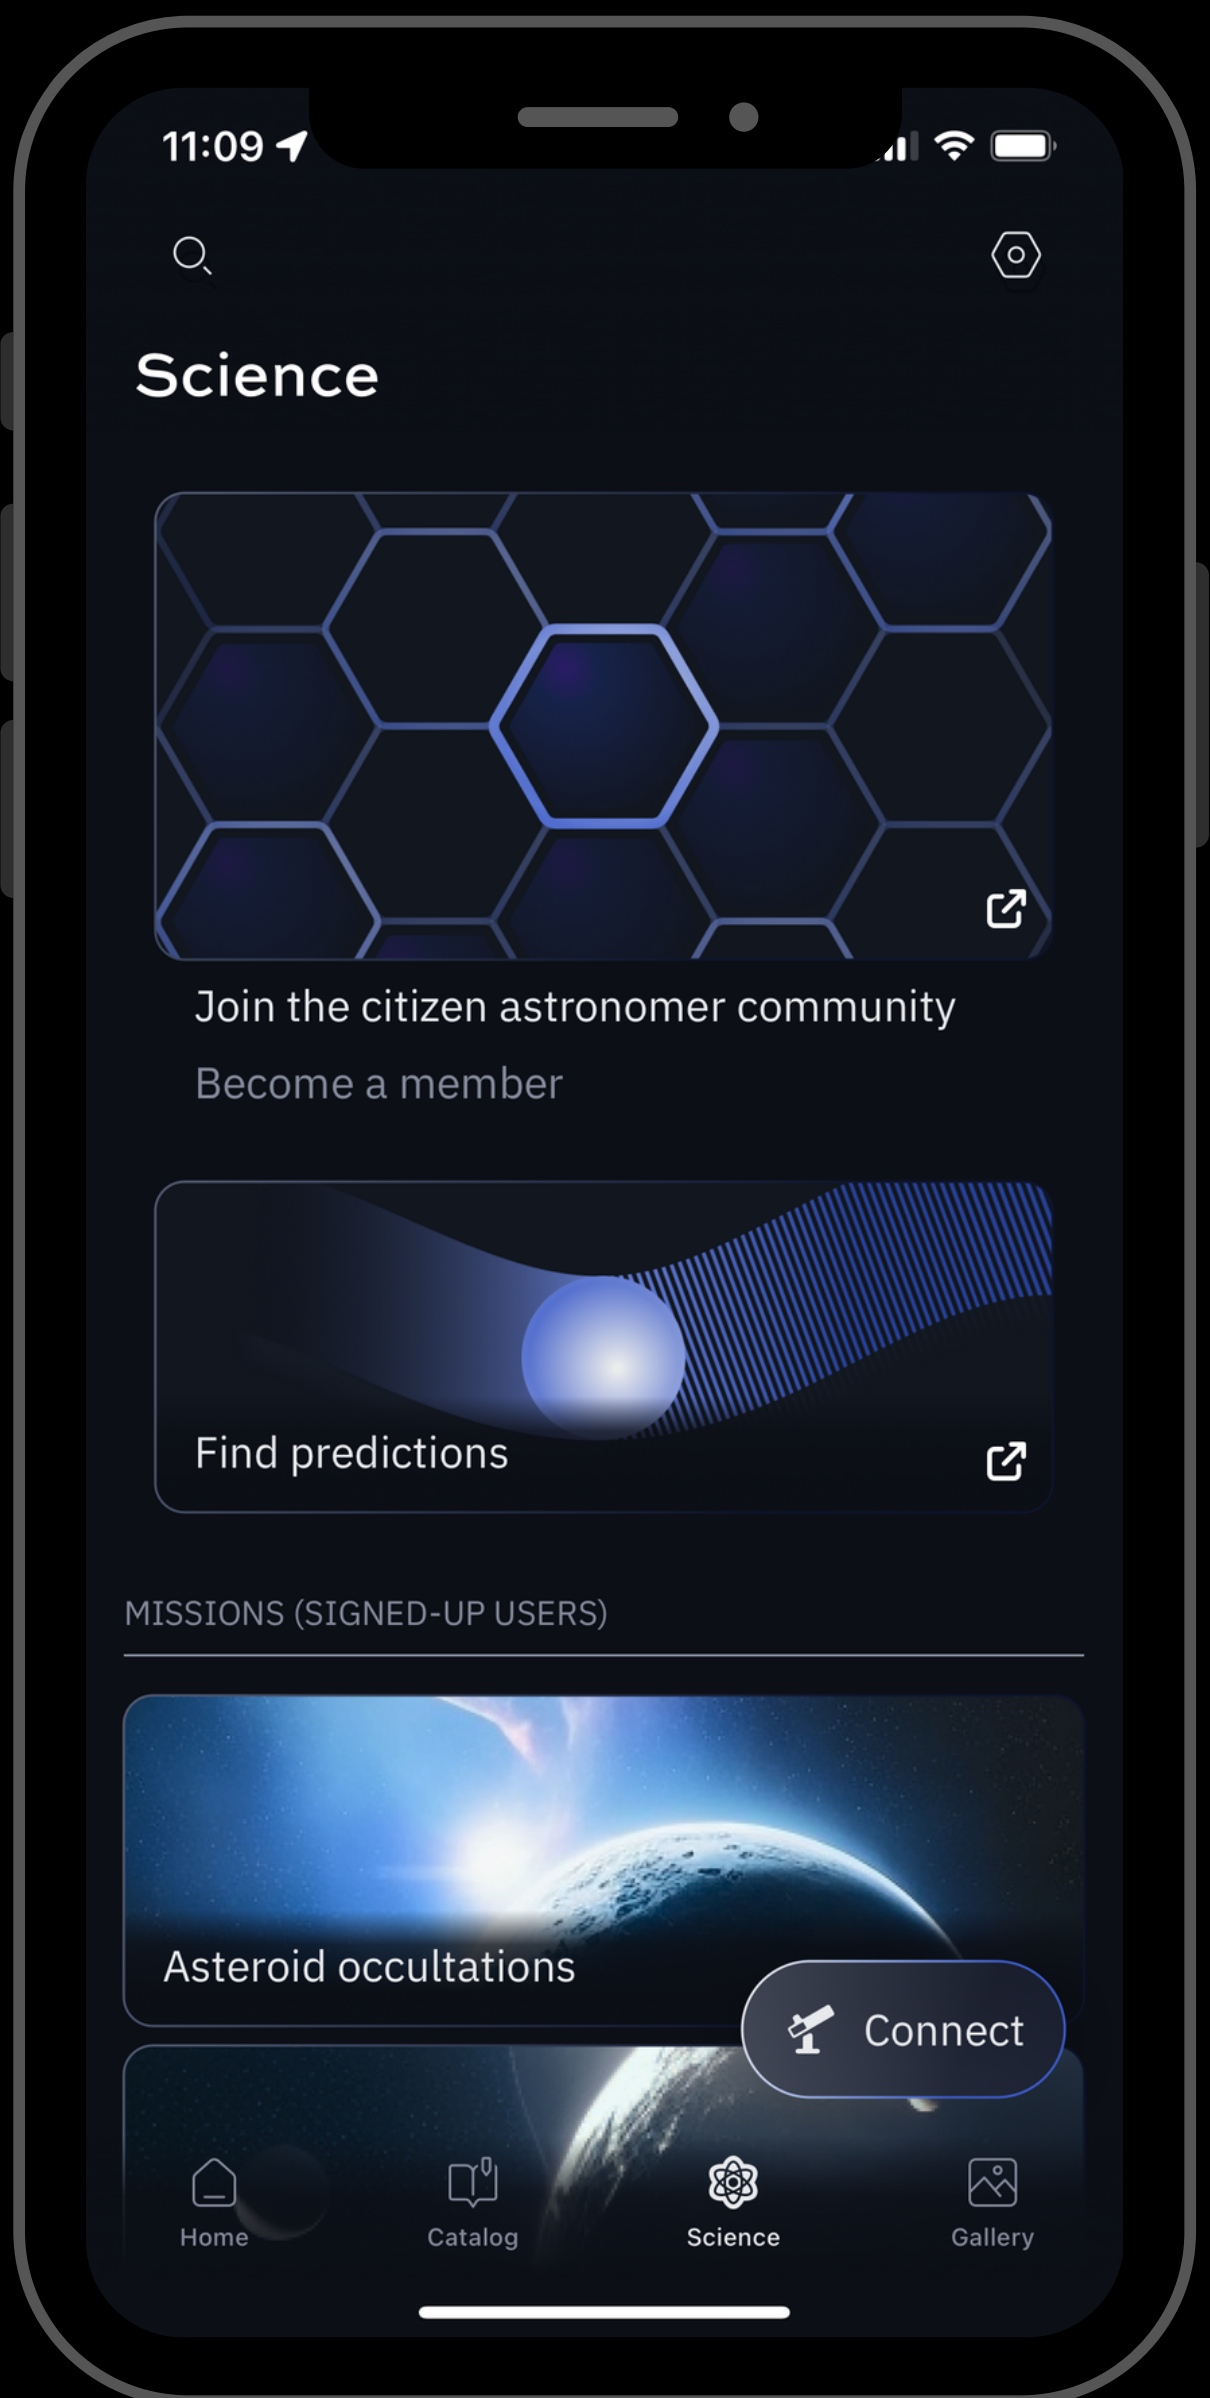 11:09
Science
Join the citizen astronomer community
Become a member
Find predictions
MISSIONS (SIGNED-UP USERS)
Asteroid occultations
Connect
Home
Catalog
Science
Gallery